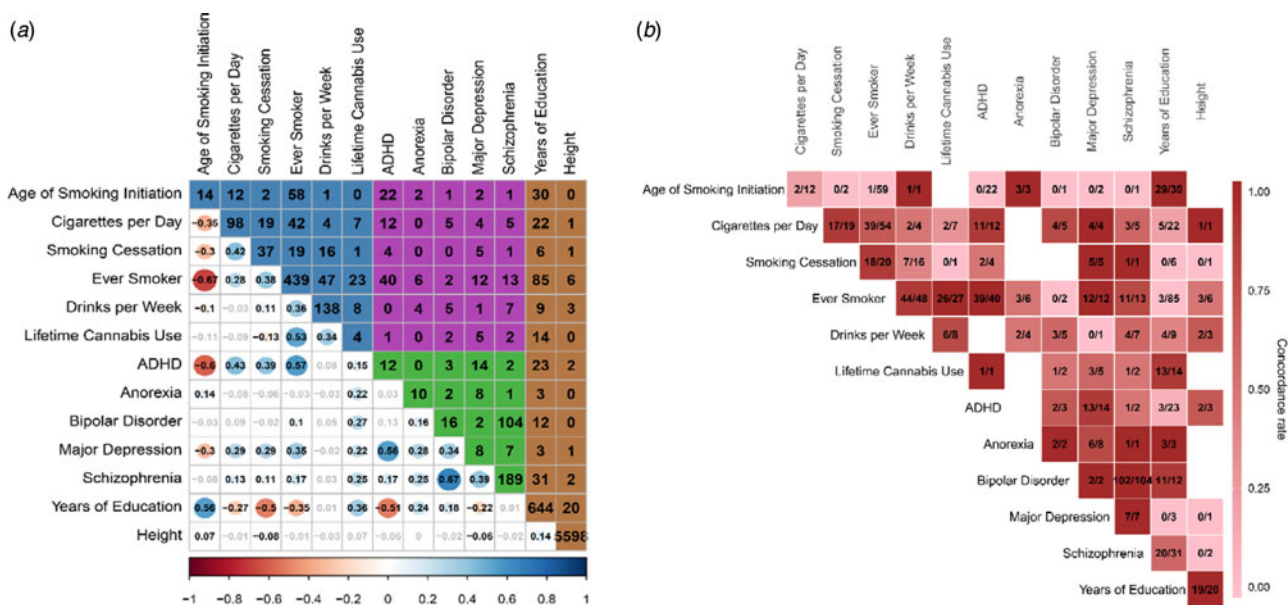 (a)
Age of Smoking Initiation
Cigarettes per Day
Smoking Cessation
Ever Smoker
Drinks per Week
Lifetime Cannabis Use
ADHD
Anorexia
Bipolar Disorder
Major Depression
Schizophrenia
Years of Education
Height
Age of Smoking Initiation 14 12 2 58 1 0 22 2 1 2 1 30 0
Cigarettes per Day -0.35 98 19 42 4 7 12 0 5 4 5 22 1
Smoking Cessation -0.3 0.42 37 19 16 1 4 0 0 5 1 6 1
Ever Smoker -0.67 0.28 0.38 439 47 23 40 6 2 12 13 85 6
Drinks per Week -0.1 -0.03 0.11 0.36 138 8 0 4 5 1 7 9 3
Lifetime Cannabis Use -0.11 -0.09 -0.13 0.53 0.34 4 1 0 2 5 2 14 0
ADHD -0.6 0.43 0.39 0.57 0.08 0.15 12 0 3 14 2 23 2
Anorexia 0.14 -0.08 -0.06 -0.03 -0.03 0.22 0.03 10 2 8 1 3 0
Bipolar Disorder -0.03 0.09 -0.02 0.1 0.05 0.27 0.13 0.16 16 2 104 12 0
Major Depression -0.3 0.29 0.29 0.35 -0.02 0.22 0.56 0.28 0.34 8 7 3 1
Schizophrenia -0.08 0.13 0.11 0.17 0.03 0.25 0.17 0.25 0.67 0.39 189 31 2
Years of Education 0.56 -0.27 -0.5 -0.35 0.01 0.36 -0.51 0.24 0.18 -0.22 0.01 644 20
Height 0.07 -0.01 -0.08 -0.01 -0.03 0.07 -0.06 0 -0.02 -0.06 -0.02 0.14 5598
-1 -0.8 -0.6 -0.4 -0.2 0 0.2 0.4 0.6 0.8 1
(b)
Cigarettes per Day
Smoking Cessation
Ever Smoker
Drinks per Week
Lifetime Cannabis Use
ADHD
Anorexia
Bipolar Disorder
Major Depression
Schizophrenia
Years of Education
Height
Age of Smoking Initiation 2/12 0/2 1/59 1/1 0/22 3/3 0/1 0/2 0/1 29/30
Cigarettes per Day 17/19 39/54 2/4 2/7 11/12 4/5 4/4 3/5 5/22 1/1
Smoking Cessation 18/20 7/16 0/1 2/4 5/5 1/1 0/6 0/1
Ever Smoker 44/48 26/27 39/40 3/6 0/2 12/12 11/13 3/85 3/6
Drinks per Week 6/8 2/4 3/5 0/1 4/7 4/9 2/3
Lifetime Cannabis Use 1/1 1/2 3/5 1/2 13/14
ADHD 2/3 13/14 1/2 3/23 2/3
Anorexia 2/2 6/8 1/1 3/3
Bipolar Disorder 2/2 102/104 11/12
Major Depression 7/7 0/3 0/1
Schizophrenia 20/31 0/2
Years of Education 19/20
1.00
0.75
0.50
0.25
0.00
Concordance rate